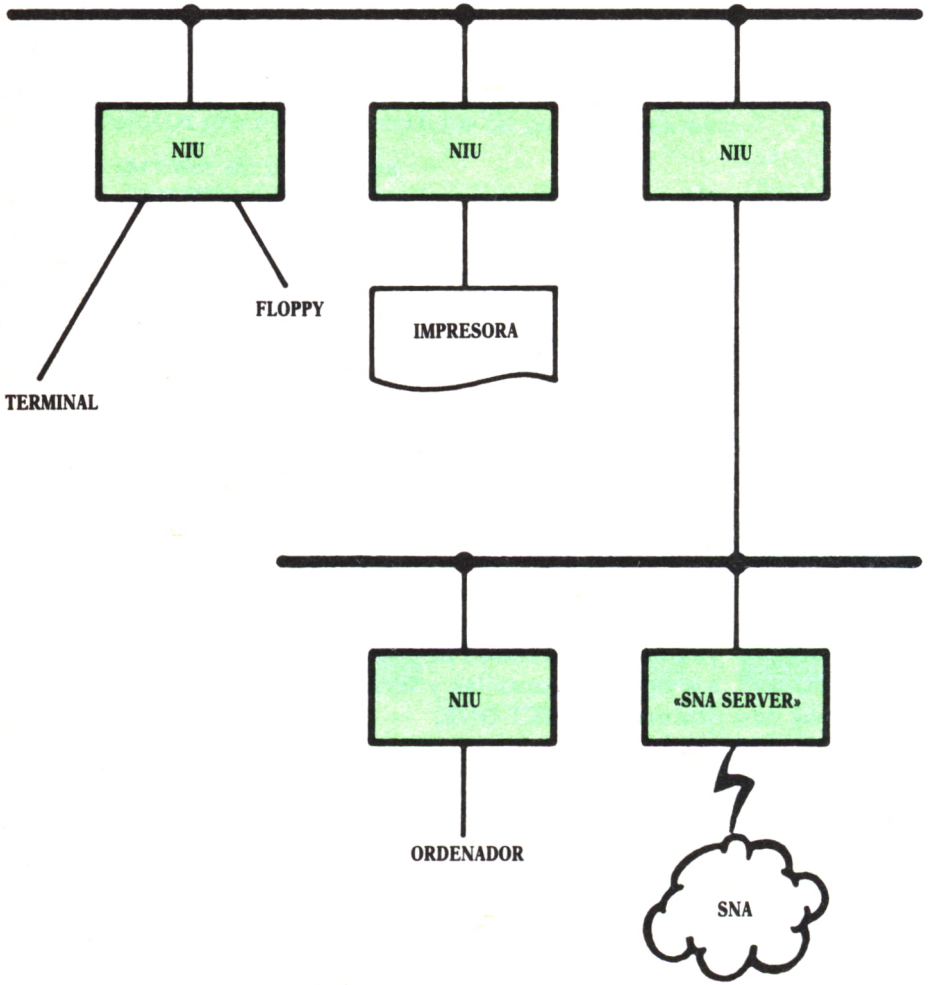 NIU
NIU
NIU
FLOPPY
IMPRESORA
TERMINAL
NIU
«SNA SERVER»
ORDENADOR
SNA